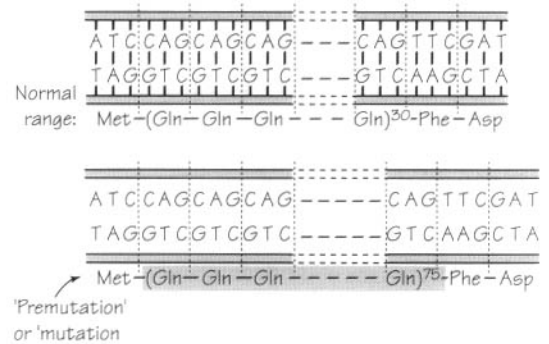 ATCCAGCAGCAG----CAGTTCGAT
TAGGTCGTCGTC----GTCAAGCTA
Normal
range: Met-(Gln-Gln-Gln --- Gln)30-Phe-Asp
ATCCAGCAGCAG-----CAGTTCGAT
TAGGTCGTCGTC-----GTCAAGCTA
Met-(Gln-Gln-Gln ----- Gln)75-Phe-Asp
'Premutation'
or 'mutation